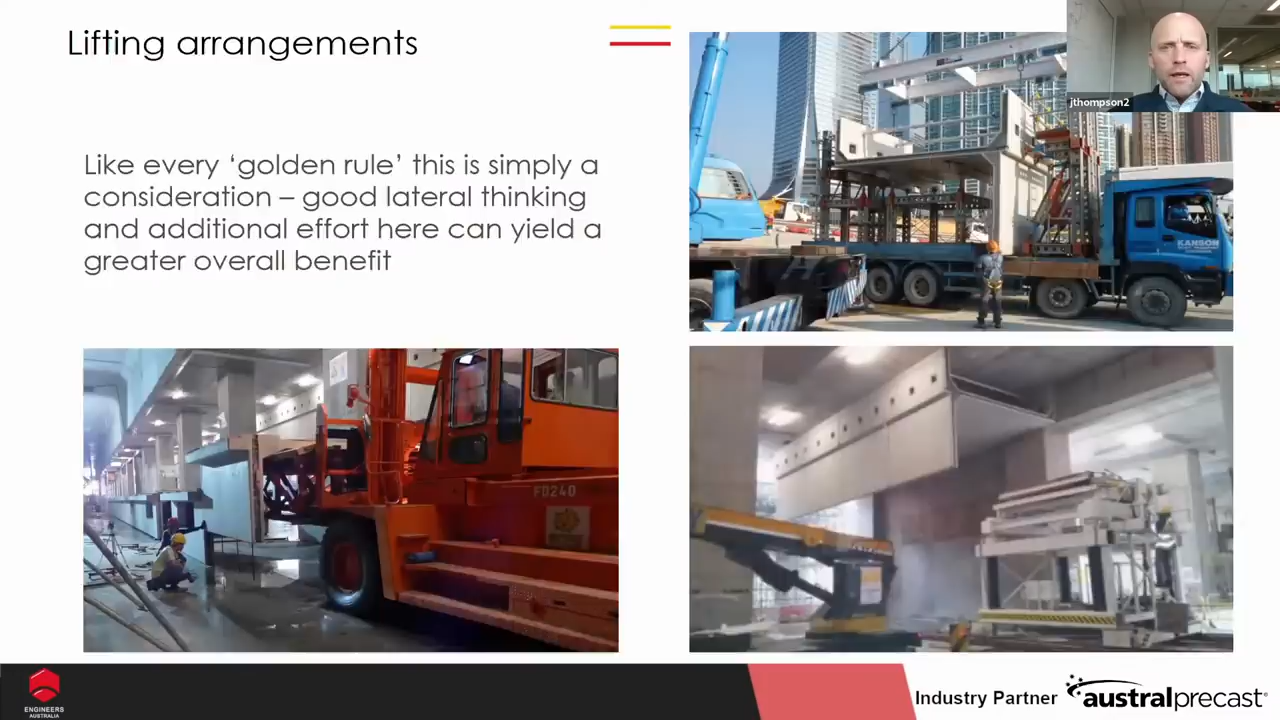 Lifting arrangements
jthompson2
Like every ‘golden rule’ this is simply a
consideration – good lateral thinking
and additional effort here can yield a
greater overall benefit
KANSON
FD240
ENGINEERS
AUSTRALIA
Industry Partner
australprecast